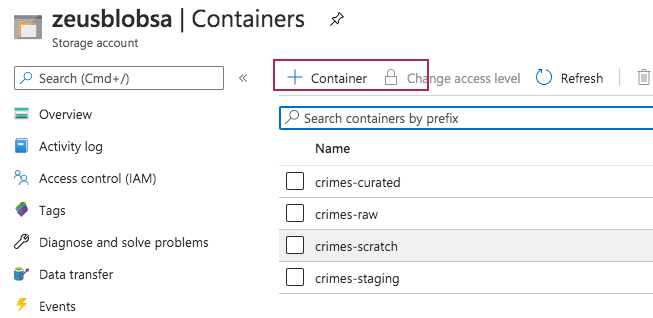 zeusblobsa | Containers
Storage account
Search (Cmd+/)
«
Overview
Activity log
Access control (IAM)
Tags
Diagnose and solve problems
Data transfer
Events
+ Container
Change access level
Refresh
Search containers by prefix
Name
crimes-curated
crimes-raw
crimes-scratch
crimes-staging